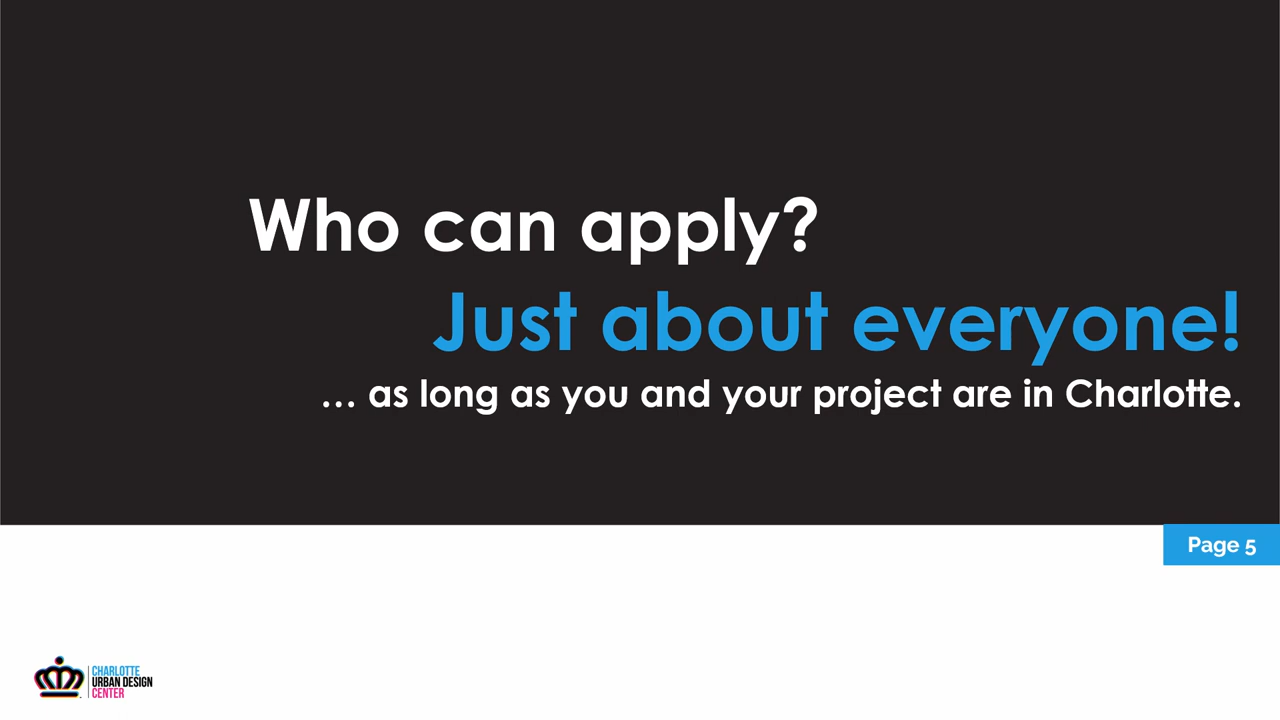 Who can apply?
Just about everyone!
… as long as you and your project are in Charlotte.
Page 5
CHARLOTTE
URBAN DESIGN
CENTER